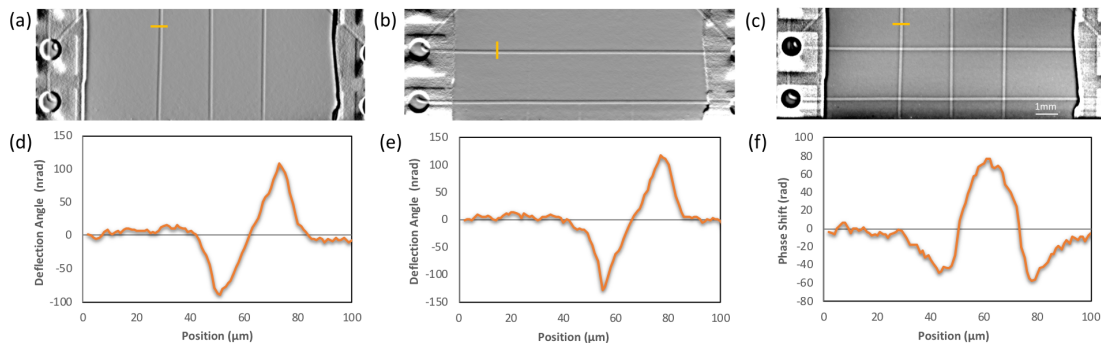 (a)
(b)
(c)
1mm
(d)
Deflection Angle (nrad)
150
100
50
0
-50
-100
0 20 40 60 80 100
Position (μm)
(e)
Deflection Angle (nrad)
150
100
50
0
-50
-100
-150
0 20 40 60 80 100
Position (μm)
(f)
Phase Shift (rad)
100
80
60
40
20
0
-20
-40
-60
-80
0 20 40 60 80 100
Position (μm)